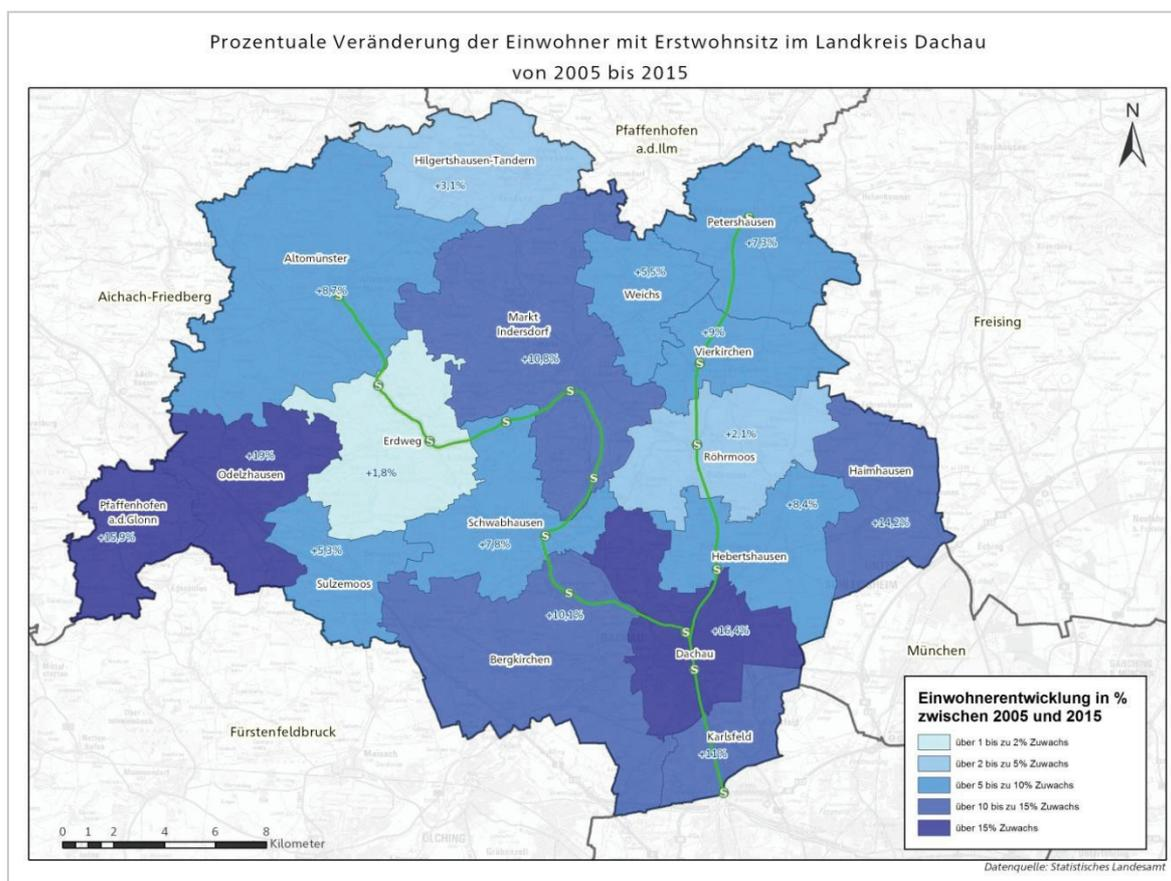 Prozentuale Veränderung der Einwohner mit Erstwohnsitz im Landkreis Dachau
von 2005 bis 2015
N
Pfaffenhofen
a.d.Ilm
Hilgertshausen-Tandern
+3,1%
Petershausen
+7,3%
Altomünster
+8,7%
S
Aichach-Friedberg
+5,5%
Weichs
Markt
Indersdorf
+10,8%
Freising
+9%
Vierkirchen
S
S
S
S
Erdweg
S
+1,8%
+2,1%
S
Röhrmoos
+19%
Odelzhausen
Haimhausen
+14,2%
S
Pfaffenhofen
a.d.Glonn
+15,9%
Schwabhausen
S
+7,8%
+8,4%
Hebertshausen
S
+5,3%
Sulzemoos
S
+10,1%
Bergkirchen
S
+16,4%
Dachau
S
München
Fürstenfeldbruck
Karlsfeld
+11%
S
Maisach
ÖLCHING
Einwohnerentwicklung in %
zwischen 2005 und 2015
über 1 bis zu 2% Zuwachs
über 2 bis zu 5% Zuwachs
über 5 bis zu 10% Zuwachs
über 10 bis zu 15% Zuwachs
über 15% Zuwachs
0 1 2 4 6 8
Kilometer
Datenquelle: Statistisches Landesamt